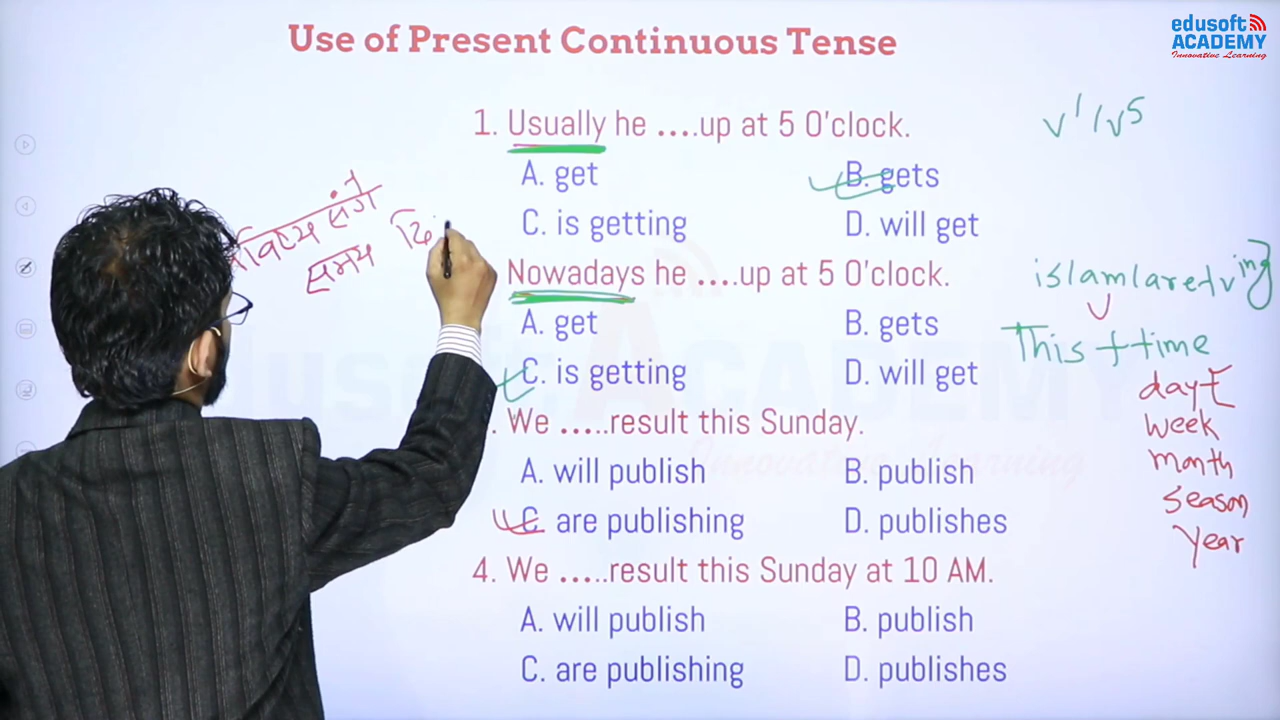 Use of Present Continuous Tense
edusoft
ACADEMY
Innovative Learning
1. Usually he ....up at 5 O'clock.
A. get
B. gets
C. is getting
D. will get
v1/v5
Nowadays he ....up at 5 O'clock.
A. get
B. gets
C. is getting
D. will get
. We .....result this Sunday.
A. will publish
B. publish
C. are publishing
D. publishes
4. We .....result this Sunday at 10 AM.
A. will publish
B. publish
C. are publishing
D. publishes
संग
समय
is/am/are+ving
This + time
day
week
month
season
year